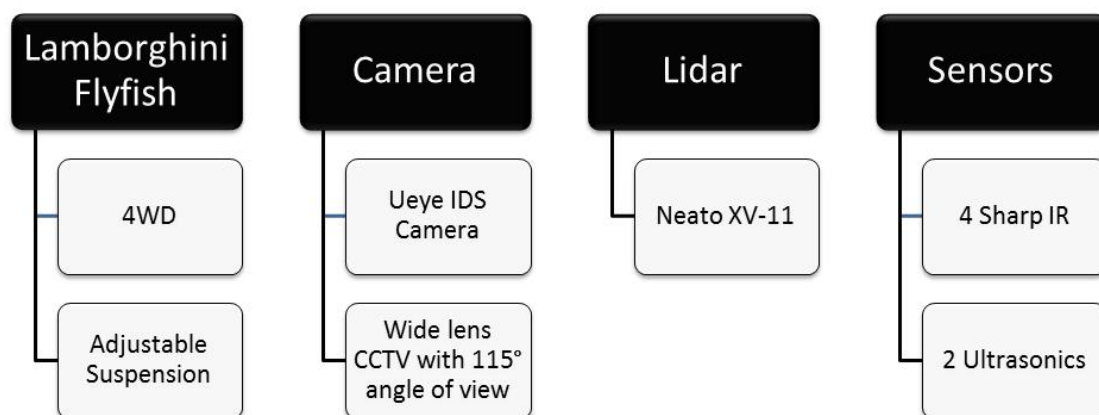 Lamborghini
Flyfish
4WD
Adjustable
Suspension
Camera
Ueye IDS
Camera
Wide lens
CCTV with 115°
angle of view
Lidar
Neato XV-11
Sensors
4 Sharp IR
2 Ultrasonics